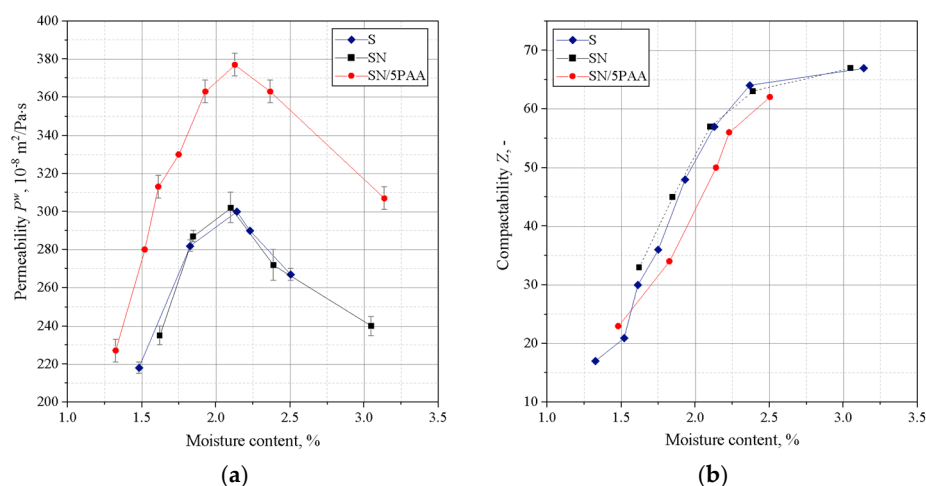 400
380
360
340
320
300
280
260
240
220
200
1.0 1.5 2.0 2.5 3.0 3.5
Permeability Pʷ, 10⁻⁸ m²/Pa·s
Moisture content, %
S
SN
SN/5PAA
(a)
70
60
50
40
30
20
10
1.0 1.5 2.0 2.5 3.0 3.5
Compactability Z, -
Moisture content, %
S
SN
SN/5PAA
(b)